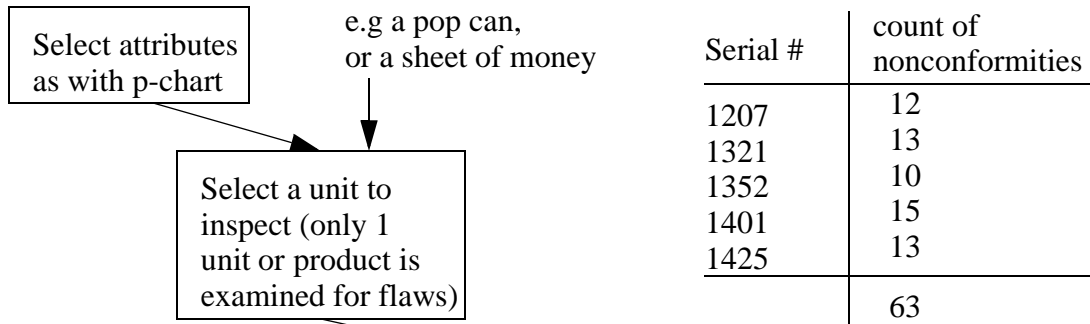 Select attributes
as with p-chart
e.g a pop can,
or a sheet of money
Select a unit to
inspect (only 1
unit or product is
examined for flaws)
Serial #
count of
nonconformities
1207 12
1321 13
1352 10
1401 15
1425 13
63